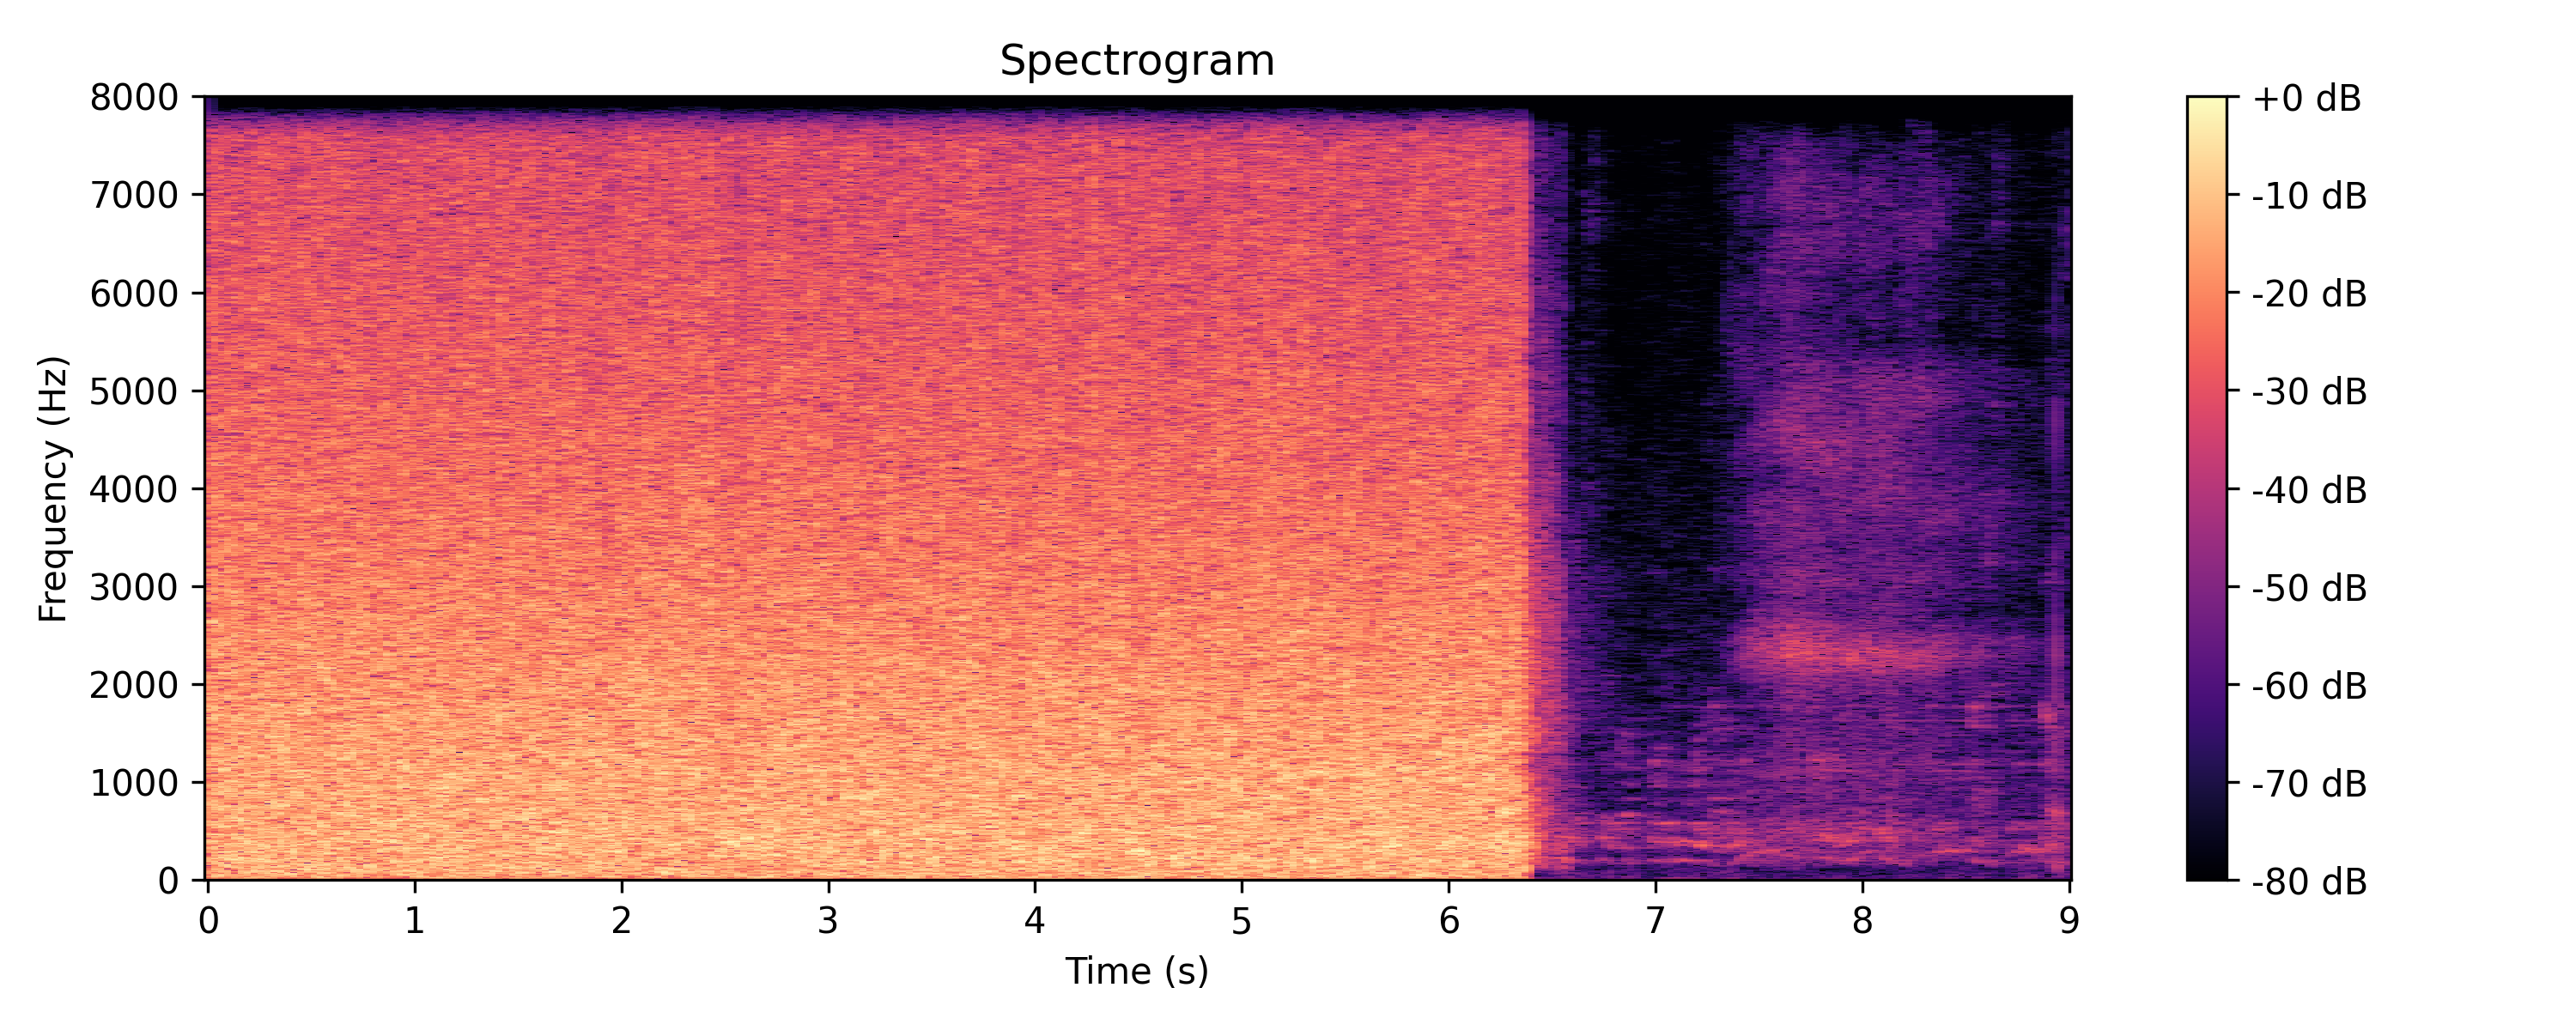 Spectrogram
8000
7000
6000
5000
4000
3000
2000
1000
0
Frequency (Hz)
0 1 2 3 4 5 6 7 8 9
Time (s)
+0 dB
-10 dB
-20 dB
-30 dB
-40 dB
-50 dB
-60 dB
-70 dB
-80 dB